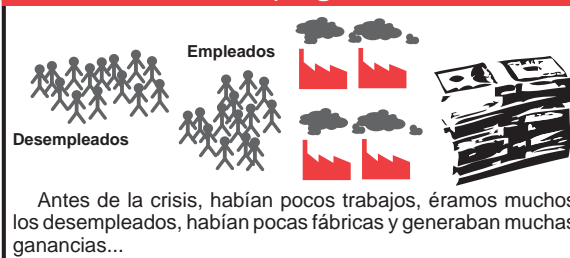 Empleados
Desempleados
Antes de la crisis, habían pocos trabajos, éramos muchos
los desempleados, habían pocas fábricas y generaban muchas
ganancias...